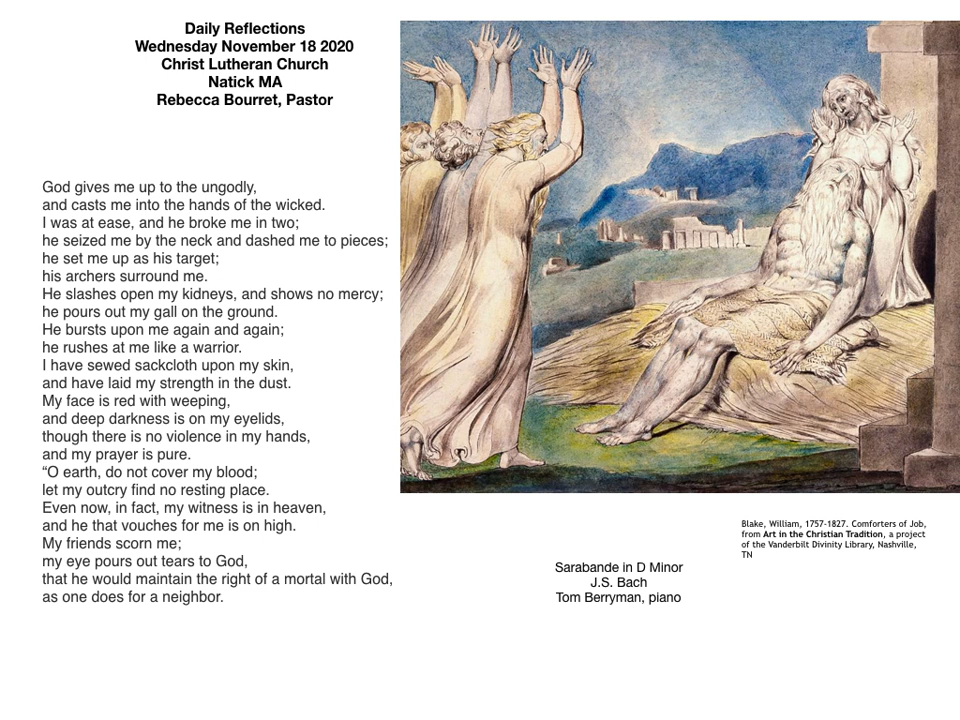 Daily Reflections
Wednesday November 18 2020
Christ Lutheran Church
Natick MA
Rebecca Bourret, Pastor
God gives me up to the ungodly,
and casts me into the hands of the wicked.
I was at ease, and he broke me in two;
he seized me by the neck and dashed me to pieces;
he set me up as his target;
his archers surround me.
He slashes open my kidneys, and shows no mercy;
he pours out my gall on the ground.
He bursts upon me again and again;
he rushes at me like a warrior.
I have sewed sackcloth upon my skin,
and have laid my strength in the dust.
My face is red with weeping,
and deep darkness is on my eyelids,
though there is no violence in my hands,
and my prayer is pure.
“O earth, do not cover my blood;
let my outcry find no resting place.
Even now, in fact, my witness is in heaven,
and he that vouches for me is on high.
My friends scorn me;
my eye pours out tears to God,
that he would maintain the right of a mortal with God,
as one does for a neighbor.
Blake, William, 1757-1827. Comforters of Job,
from Art in the Christian Tradition, a project
of the Vanderbilt Divinity Library, Nashville,
TN
Sarabande in D Minor
J.S. Bach
Tom Berryman, piano